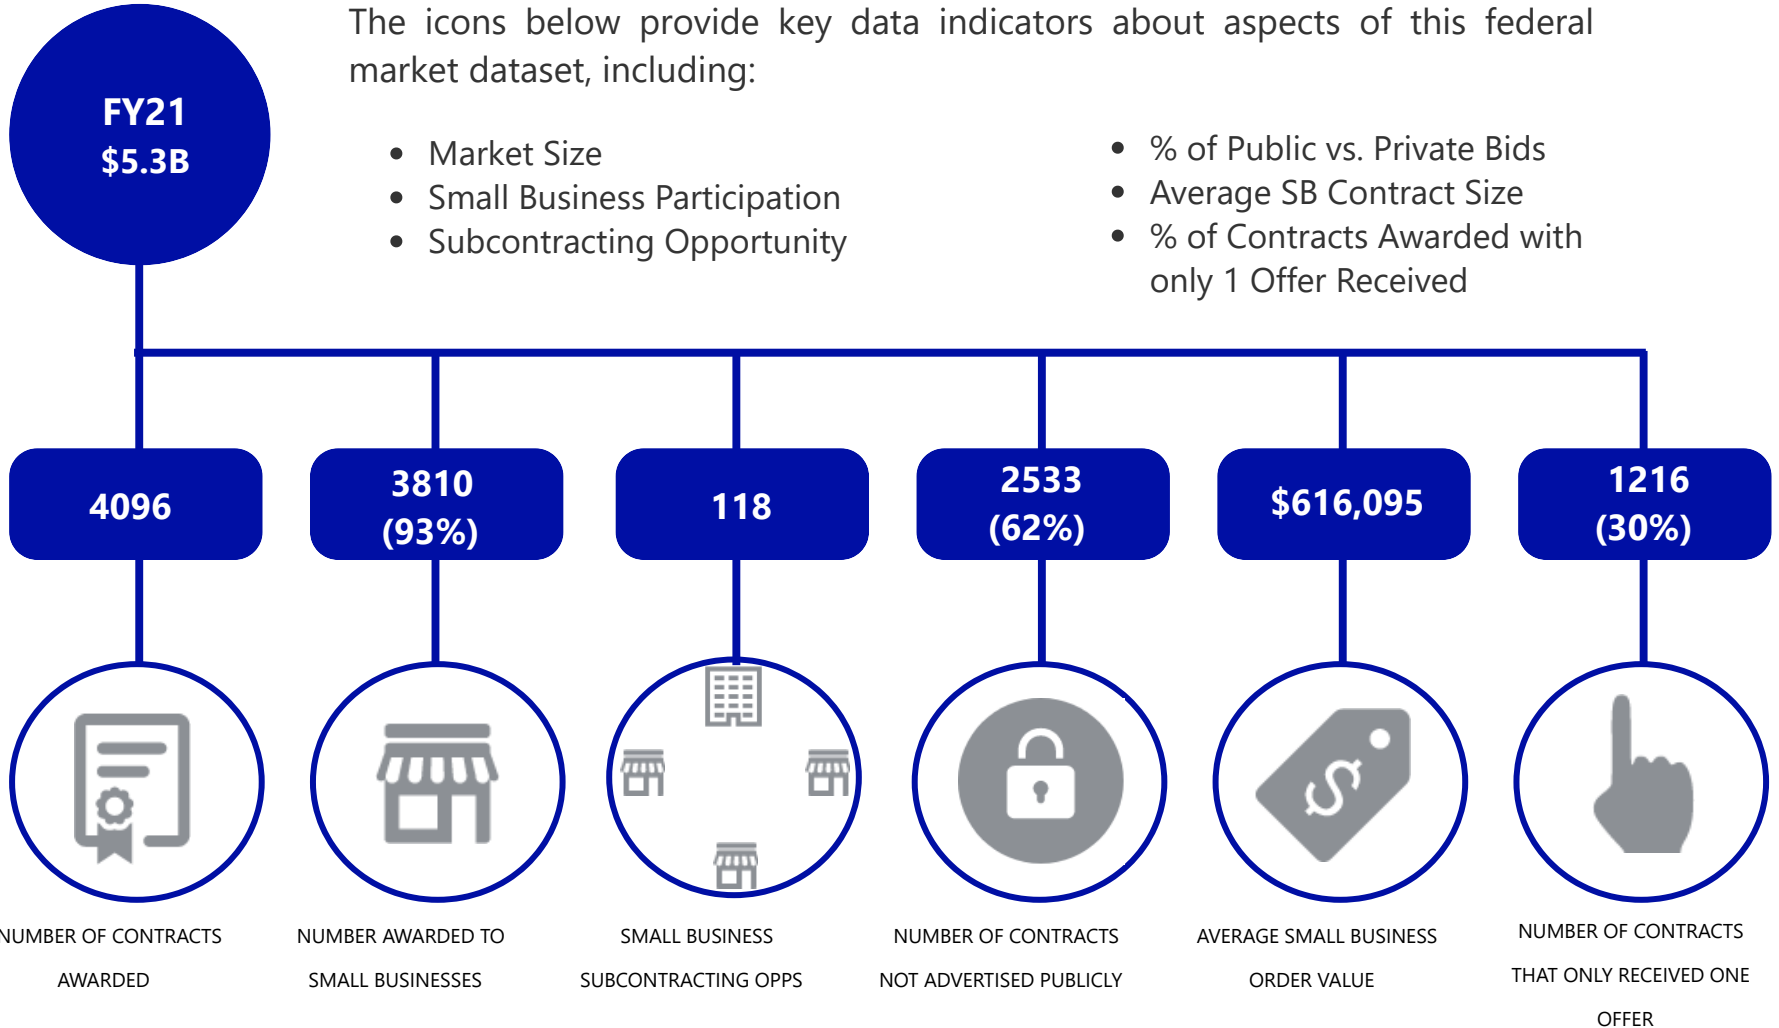 FY21
$5.3B
The icons below provide key data indicators about aspects of this federal
market dataset, including:
• Market Size
• Small Business Participation
• Subcontracting Opportunity
• % of Public vs. Private Bids
• Average SB Contract Size
• % of Contracts Awarded with
only 1 Offer Received
4096
3810
(93%)
118
2533
(62%)
$616,095
1216
(30%)
$
NUMBER OF CONTRACTS
AWARDED
NUMBER AWARDED TO
SMALL BUSINESSES
SMALL BUSINESS
SUBCONTRACTING OPPS
NUMBER OF CONTRACTS
NOT ADVERTISED PUBLICLY
AVERAGE SMALL BUSINESS
ORDER VALUE
NUMBER OF CONTRACTS
THAT ONLY RECEIVED ONE
OFFER